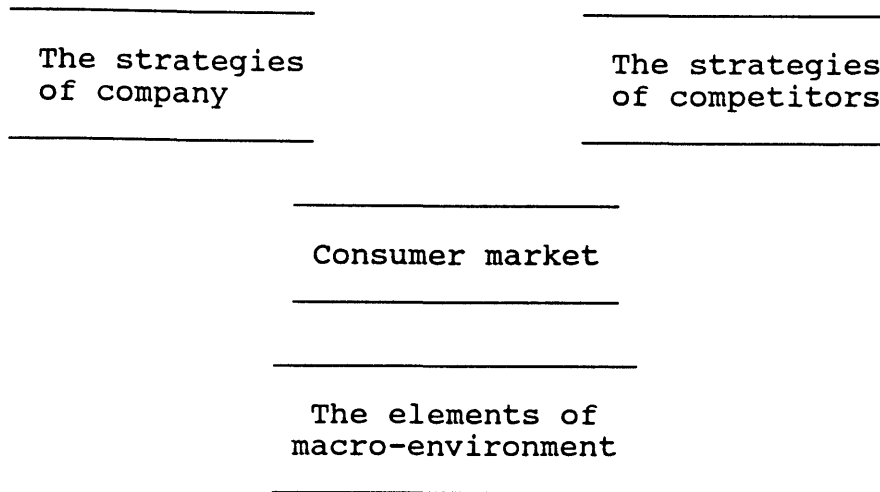 The strategies
of company
The strategies
of competitors
Consumer market
The elements of
macro-environment